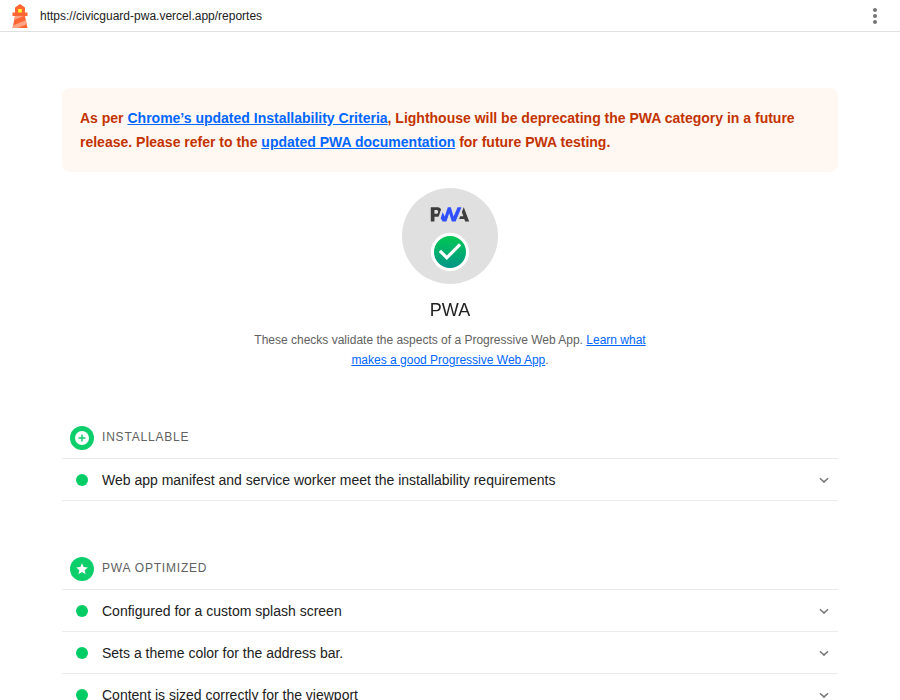 https://civicguard-pwa.vercel.app/reportes
As per Chrome's updated Installability Criteria, Lighthouse will be deprecating the PWA category in a future
release. Please refer to the updated PWA documentation for future PWA testing.
PWA
PWA
These checks validate the aspects of a Progressive Web App. Learn what
makes a good Progressive Web App.
INSTALLABLE
Web app manifest and service worker meet the installability requirements
PWA OPTIMIZED
Configured for a custom splash screen
Sets a theme color for the address bar.
Content is sized correctly for the viewport